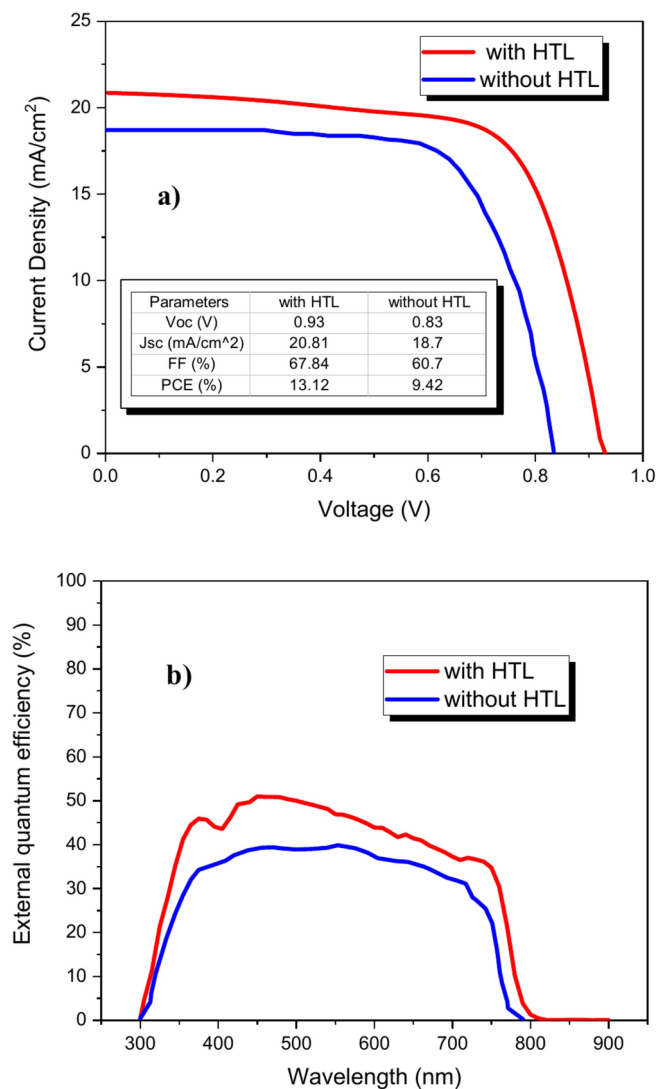 25
20
15
10
5
0
Current Density (mA/cm²)
with HTL
without HTL
a)
Parameters with HTL without HTL
Voc (V) 0.93 0.83
Jsc (mA/cm^2) 20.81 18.7
FF (%) 67.84 60.7
PCE (%) 13.12 9.42
0.0 0.2 0.4 0.6 0.8 1.0
Voltage (V)
100
90
80
70
60
50
40
30
20
10
0
External quantum efficiency (%)
b)
with HTL
without HTL
300 400 500 600 700 800 900
Wavelength (nm)